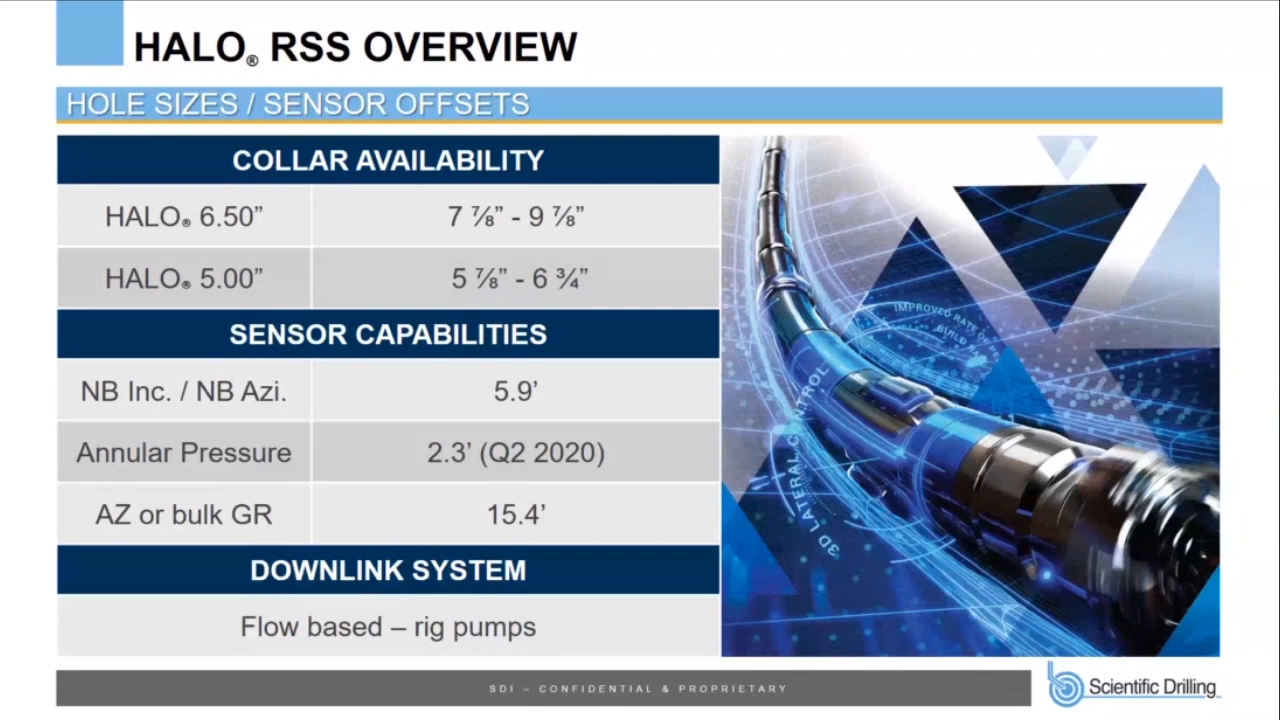 HALO® RSS OVERVIEW
HOLE SIZES / SENSOR OFFSETS
COLLAR AVAILABILITY
HALO® 6.50” 7 ⅞” - 9 ⅞”
HALO® 5.00” 5 ⅞” - 6 ¾”
SENSOR CAPABILITIES
NB Inc. / NB Azi. 5.9’
Annular Pressure 2.3’ (Q2 2020)
AZ or bulk GR 15.4’
DOWNLINK SYSTEM
Flow based – rig pumps
IMPROVED RATE OF
BUILD
3D LATERAL CONTROL
SDI – CONFIDENTIAL & PROPRIETARY
Scientific Drilling